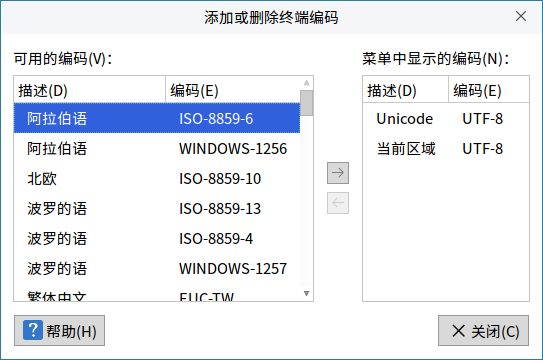 添加或删除终端编码
可用的编码(V)：
菜单中显示的编码(N)：
描述(D) 编码(E)
阿拉伯语 ISO-8859-6
阿拉伯语 WINDOWS-1256
北欧 ISO-8859-10
波罗的语 ISO-8859-13
波罗的语 ISO-8859-4
波罗的语 WINDOWS-1257
繁体中文 EUC-TW
描述(D) 编码(E)
Unicode UTF-8
当前区域 UTF-8
帮助(H)
关闭(C)